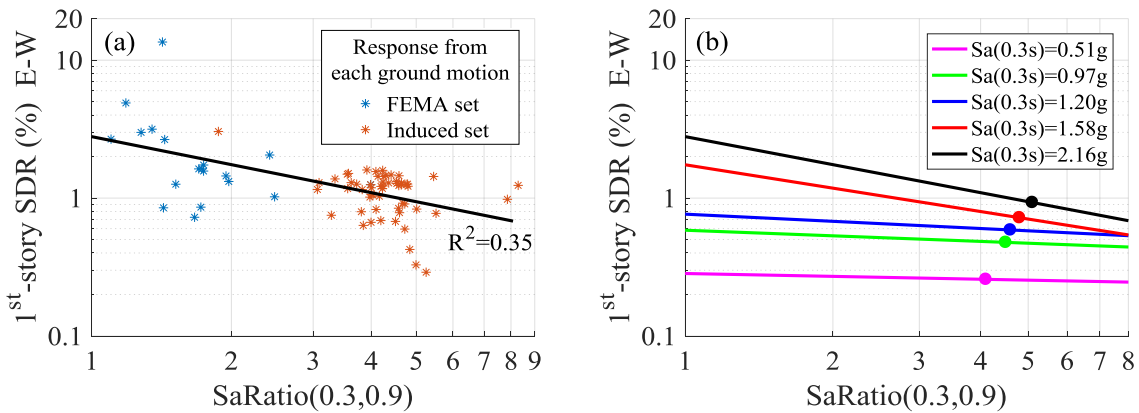 (a)
1st-story SDR (%) E-W
20
10
1
0.1
Response from
each ground motion
FEMA set
Induced set
R2=0.35
1 2 3 4 5 6 7 8 9
SaRatio(0.3,0.9)
(b)
1st-story SDR (%) E-W
20
10
1
0.1
Sa(0.3s)=0.51g
Sa(0.3s)=0.97g
Sa(0.3s)=1.20g
Sa(0.3s)=1.58g
Sa(0.3s)=2.16g
1 2 3 4 5 6 7 8
SaRatio(0.3,0.9)